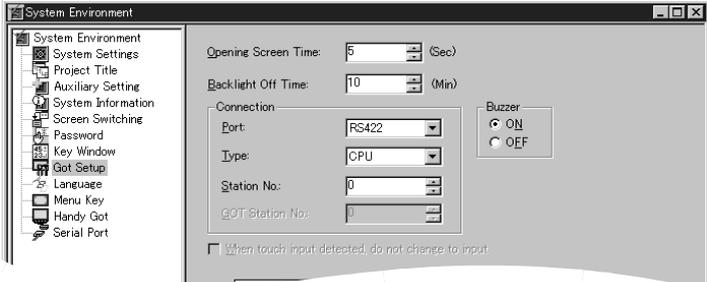 System Environment
System Environment
System Settings
Project Title
Auxiliary Setting
System Information
Screen Switching
Password
Key Window
Got Setup
Language
Menu Key
Handy Got
Serial Port
Opening Screen Time: 5 (Sec)
Backlight Off Time: 10 (Min)
Connection
Port: RS422
Type: CPU
Station No.: 0
GOT Station No.: 0
Buzzer
ON
OFF
When touch input detected, do not change to input